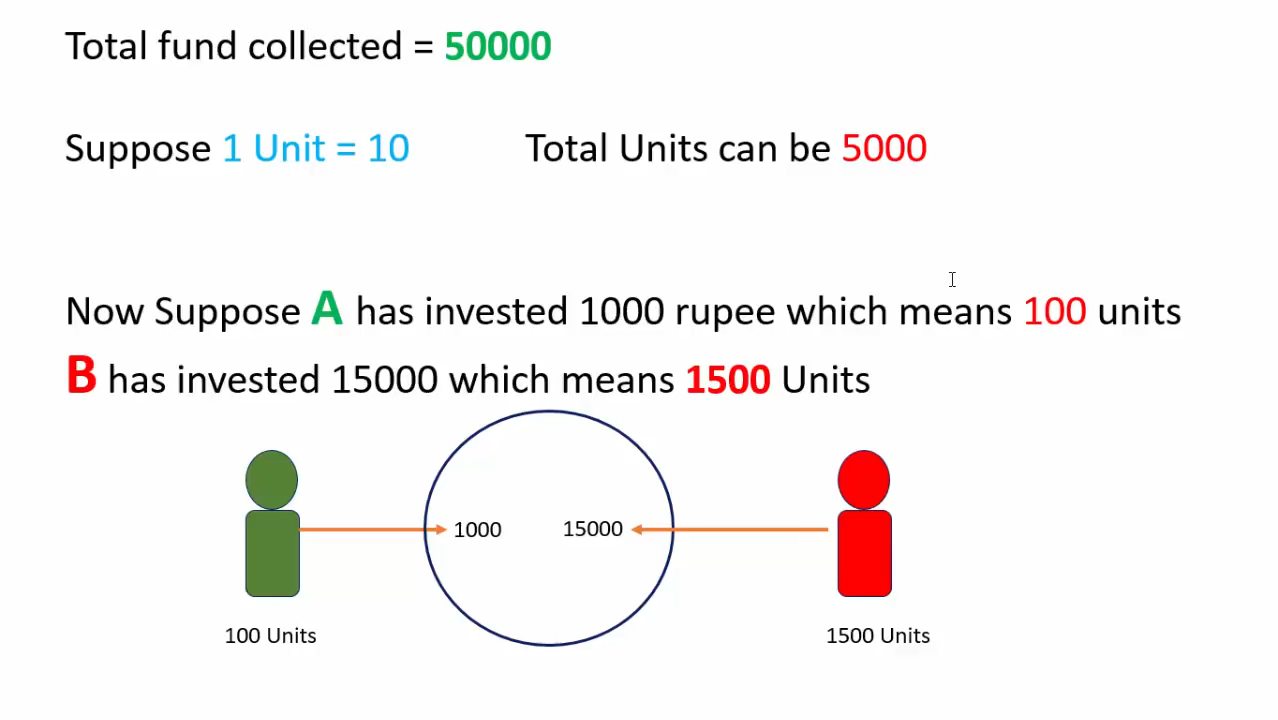 Total fund collected = 50000
Suppose 1 Unit = 10 Total Units can be 5000
Now Suppose A has invested 1000 rupee which means 100 units
B has invested 15000 which means 1500 Units
1000 15000
100 Units 1500 Units